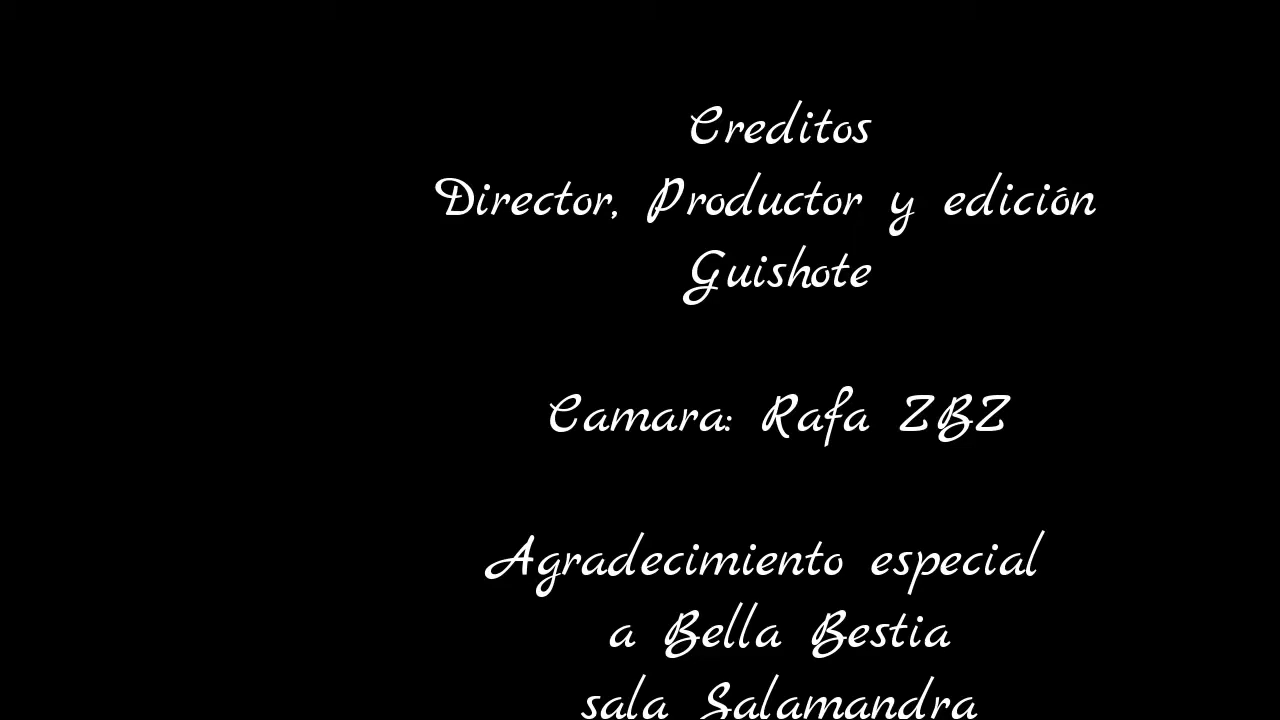 Creditos
Director, Productor y edición
Guishote
Camara: Rafa ZBZ
Agradecimiento especial
a Bella Bestia
sala Salamandra